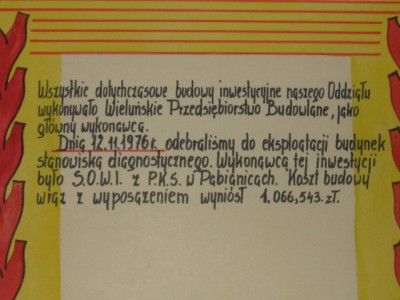 Wszystkie dotychczasowe budowy inwestycyjne naszego Oddziału
wykonywało Wieluńskie Przedsiębiorstwo Budowlane, jako
główny wykonawca.
Dnia 12.11.1976r. odebraliśmy do eksploatacji budynek
stanowiska diagnostycznego. Wykonawcą tej inwestycji
było S.O.W.I. z P.K.S. w Pabianicach. Koszt budowy
wraz z wyposażeniem wyniósł 1.066,543. zł.